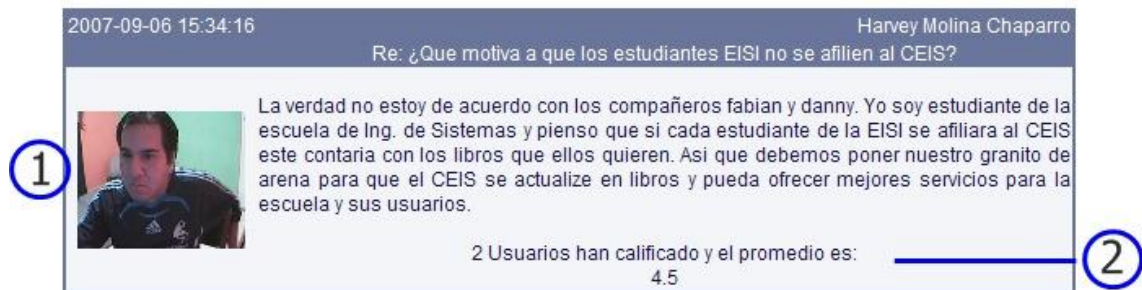 2007-09-06 15:34:16
Harvey Molina Chaparro
Re: ¿Que motiva a que los estudiantes EISI no se afilien al CEIS?
La verdad no estoy de acuerdo con los compañeros fabian y danny. Yo soy estudiante de la
escuela de Ing. de Sistemas y pienso que si cada estudiante de la EISI se afiliara al CEIS
este contaria con los libros que ellos quieren. Asi que debemos poner nuestro granito de
arena para que el CEIS se actualize en libros y pueda ofrecer mejores servicios para la
escuela y sus usuarios.
1
2 Usuarios han calificado y el promedio es:
4.5
2